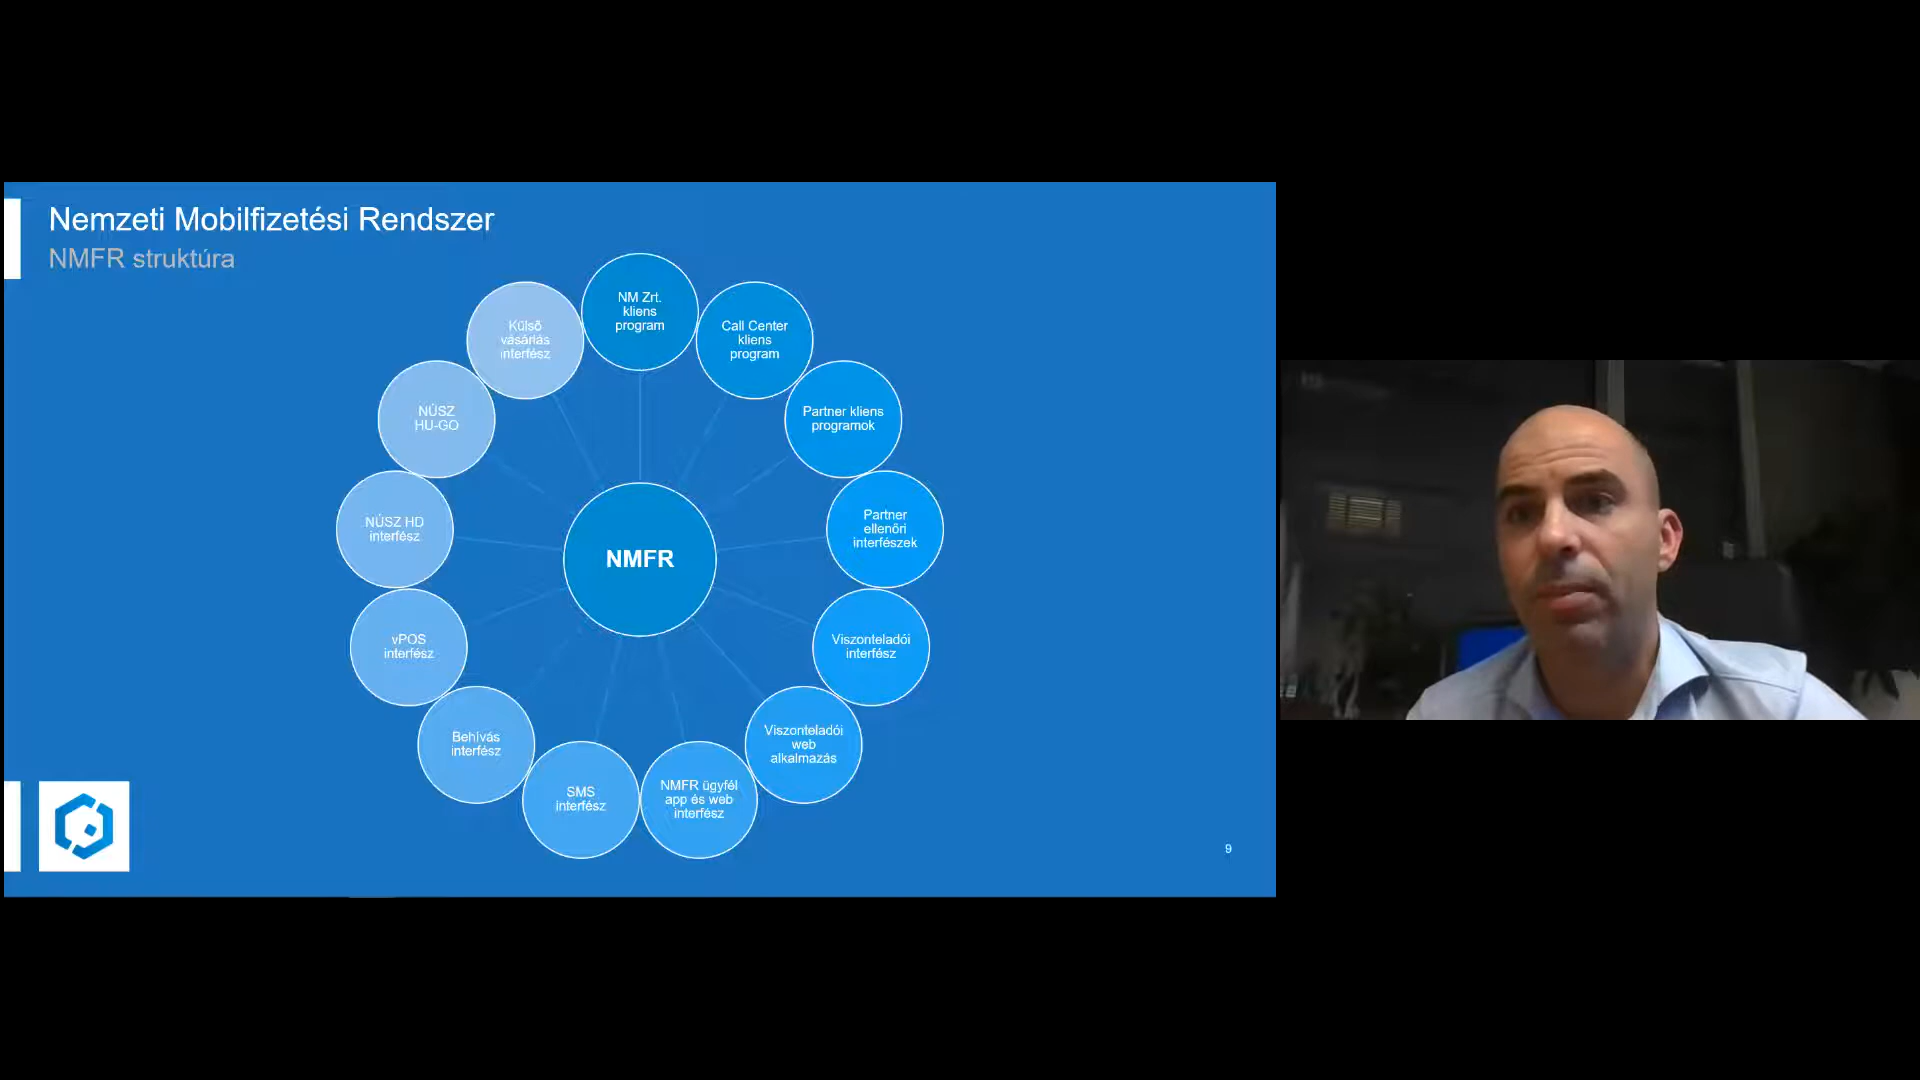 Nemzeti Mobilfizetési Rendszer
NMFR struktúra
NM Zrt.
kliens
program
Call Center
kliens
program
Partner kliens
programok
Partner
ellenőri
interfészek
Viszonteladói
interfész
Viszonteladói
web
alkalmazás
NMFR ügyfél
app és web
interfész
SMS
interfész
Behívás
interfész
vPOS
interfész
NÚSZ HD
interfész
NÚSZ
HU-GO
Külső
vásárlás
interfész
NMFR
9